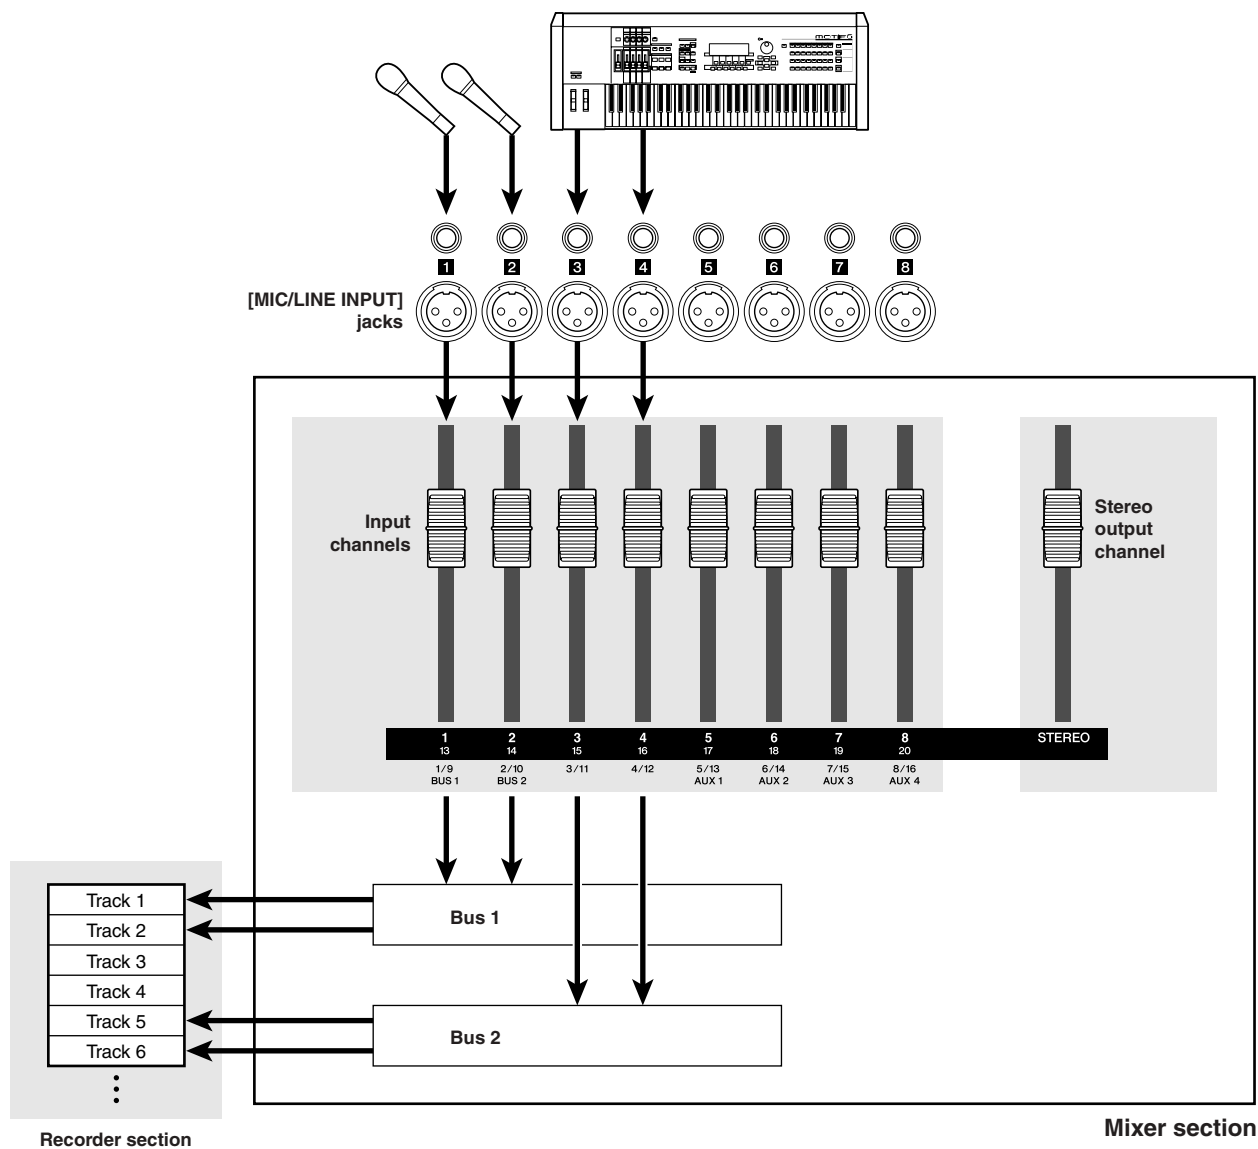 1 2 3 4 5 6 7 8
[MIC/LINE INPUT]
jacks
Input
channels
Stereo
output
channel
1 2 3 4 5 6 7 8 STEREO
13 14 15 16 17 18 19 20
1/9 2/10 3/11 4/12 5/13 6/14 7/15 8/16
BUS 1 BUS 2 AUX 1 AUX 2 AUX 3 AUX 4
Track 1
Track 2
Track 3
Track 4
Track 5
Track 6
Bus 1
Bus 2
Recorder section
Mixer section